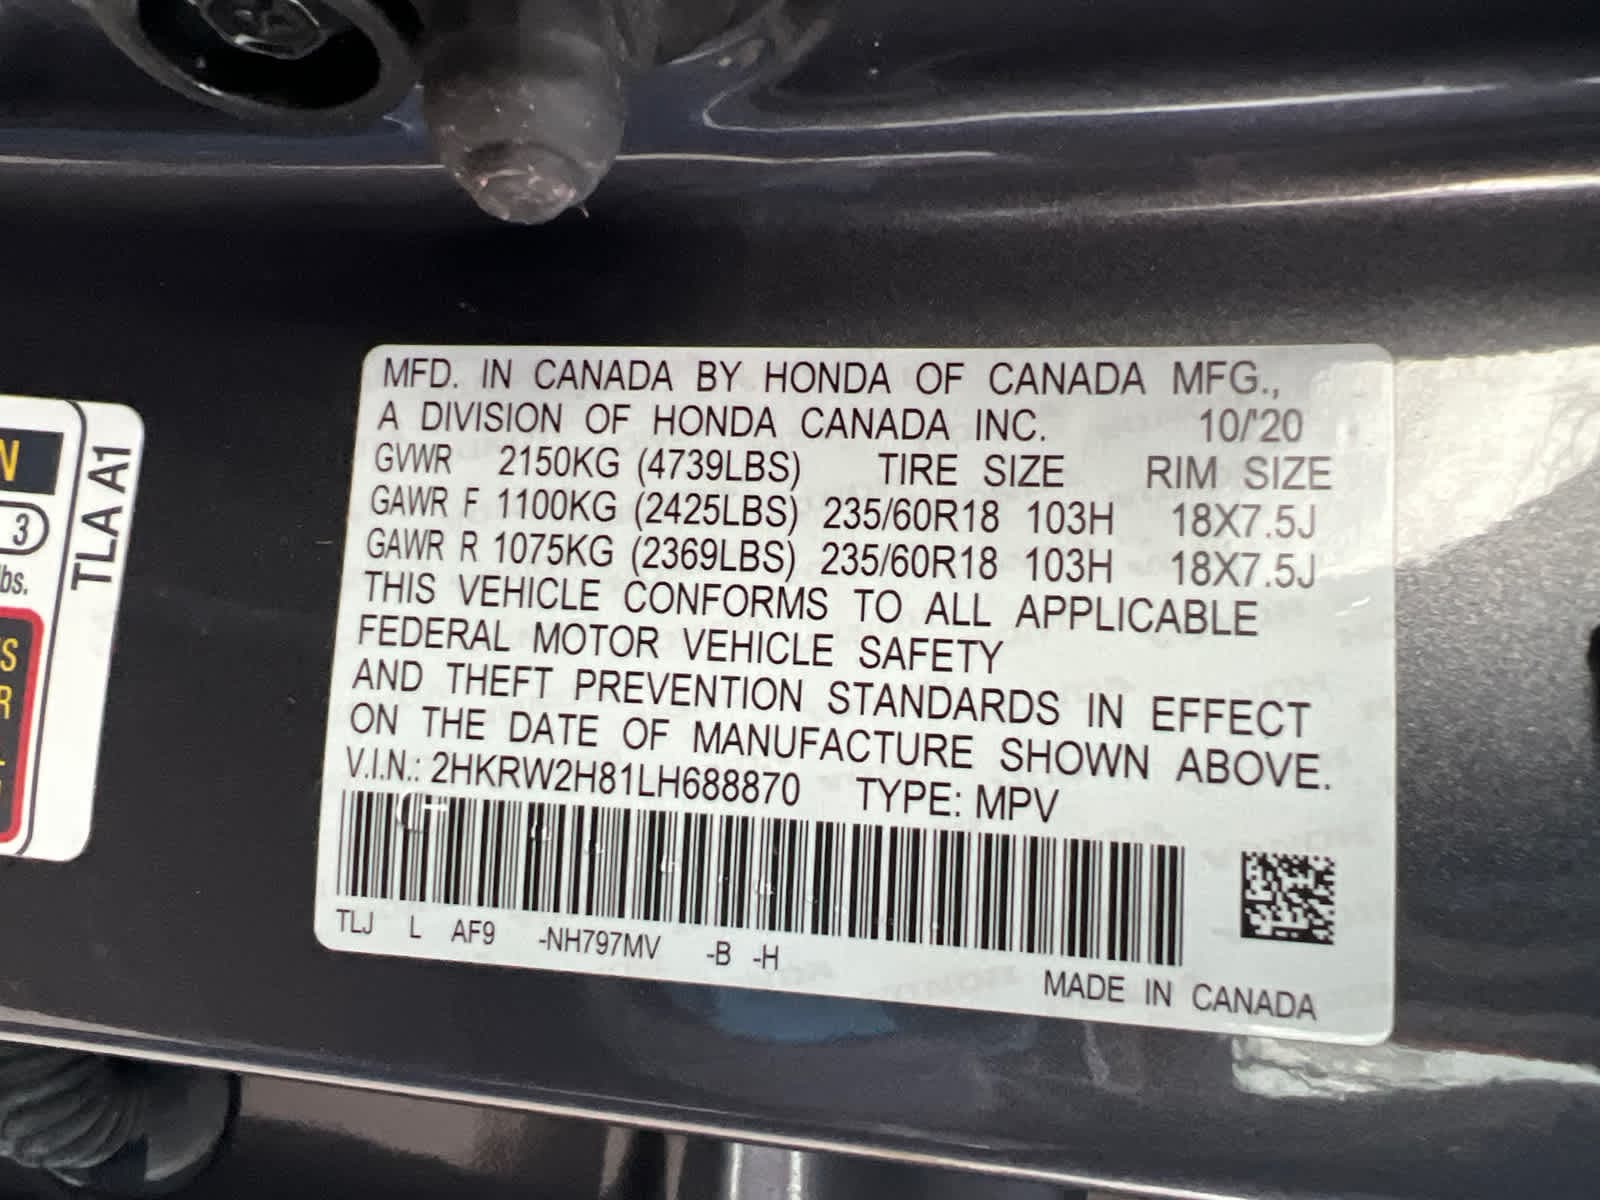 MFD. IN CANADA BY HONDA OF CANADA MFG.,
A DIVISION OF HONDA CANADA INC. 10/'20
GVWR 2150KG (4739LBS) TIRE SIZE RIM SIZE
GAWR F 1100KG (2425LBS) 235/60R18 103H 18X7.5J
GAWR R 1075KG (2369LBS) 235/60R18 103H 18X7.5J
THIS VEHICLE CONFORMS TO ALL APPLICABLE
FEDERAL MOTOR VEHICLE SAFETY
AND THEFT PREVENTION STANDARDS IN EFFECT
ON THE DATE OF MANUFACTURE SHOWN ABOVE.
V.I.N.: 2HKRW2H81LH688870 TYPE: MPV
TLJ L AF9 -NH797MV -B -H
MADE IN CANADA
TLA A1
N
3
lbs.
S
R